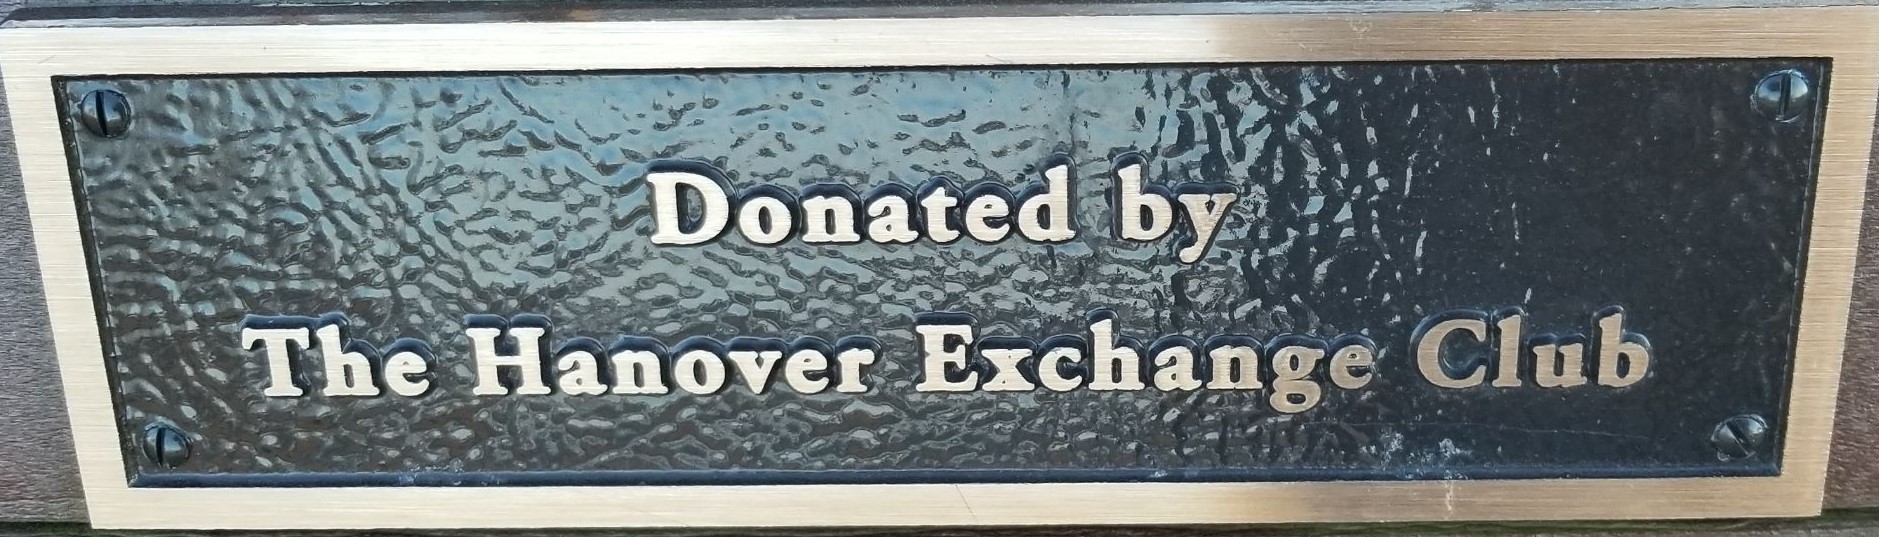 Donated by
The Hanover Exchange Club